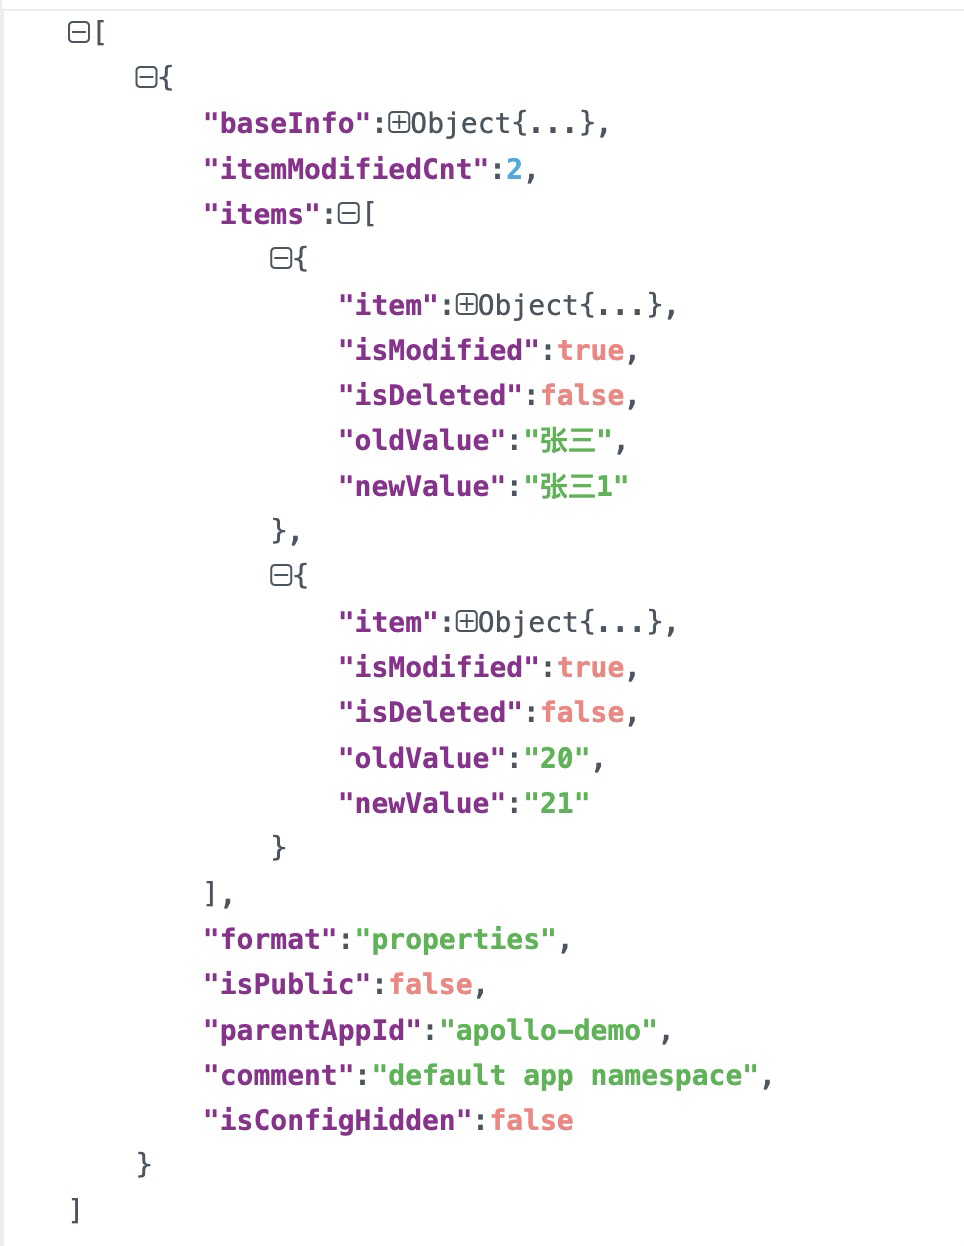 [
{
"baseInfo":Object{...},
"itemModifiedCnt":2,
"items":[
{
"item":Object{...},
"isModified":true,
"isDeleted":false,
"oldValue":"张三",
"newValue":"张三1"
},
{
"item":Object{...},
"isModified":true,
"isDeleted":false,
"oldValue":"20",
"newValue":"21"
}
],
"format":"properties",
"isPublic":false,
"parentAppId":"apollo-demo",
"comment":"default app namespace",
"isConfigHidden":false
}
]